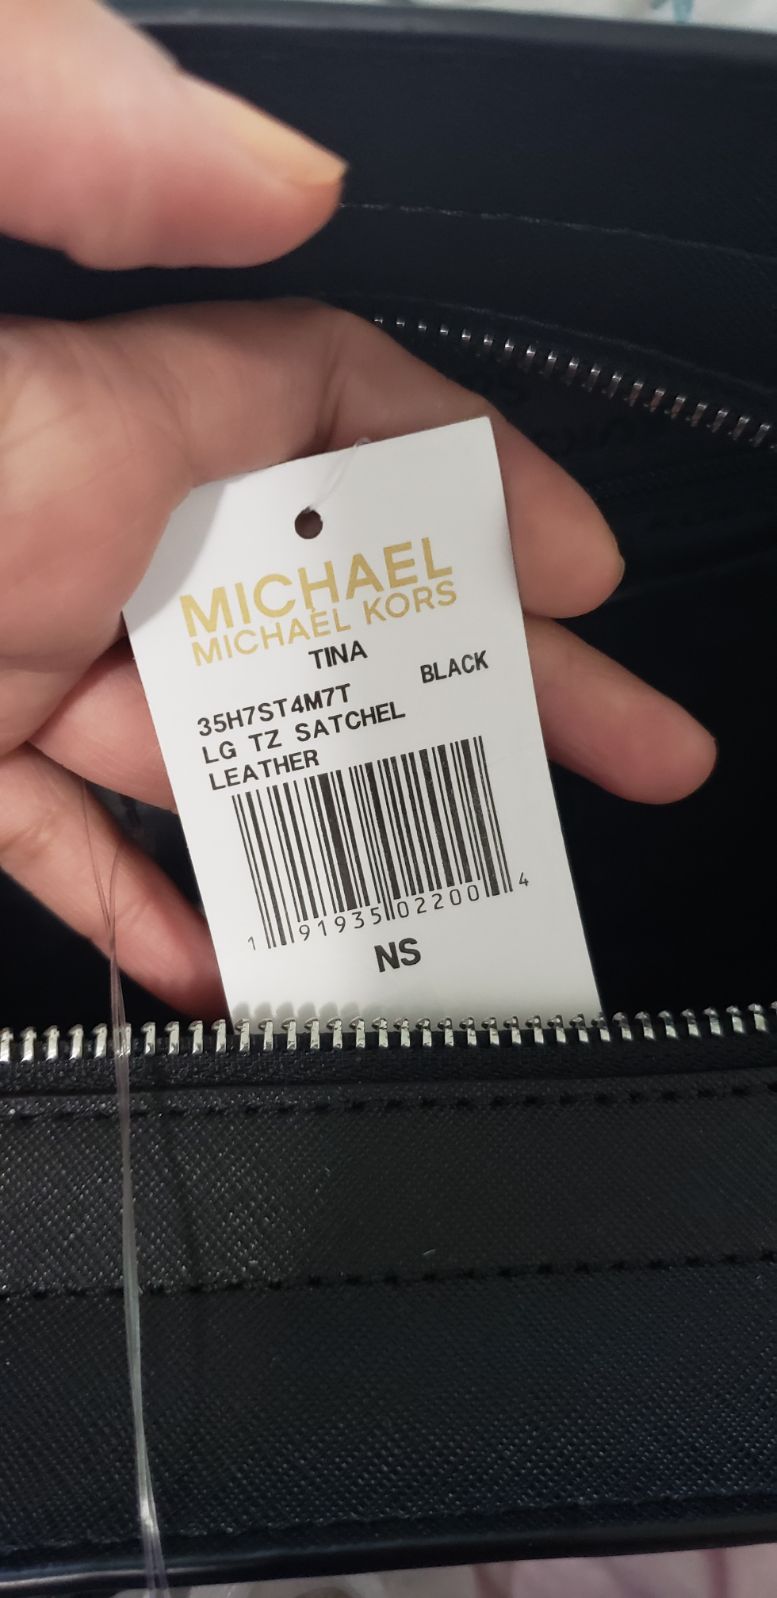 MICHAEL
MICHAEL KORS
TINA
35H7ST4M7T BLACK
LG TZ SATCHEL
LEATHER
1 91935 02200 4
NS